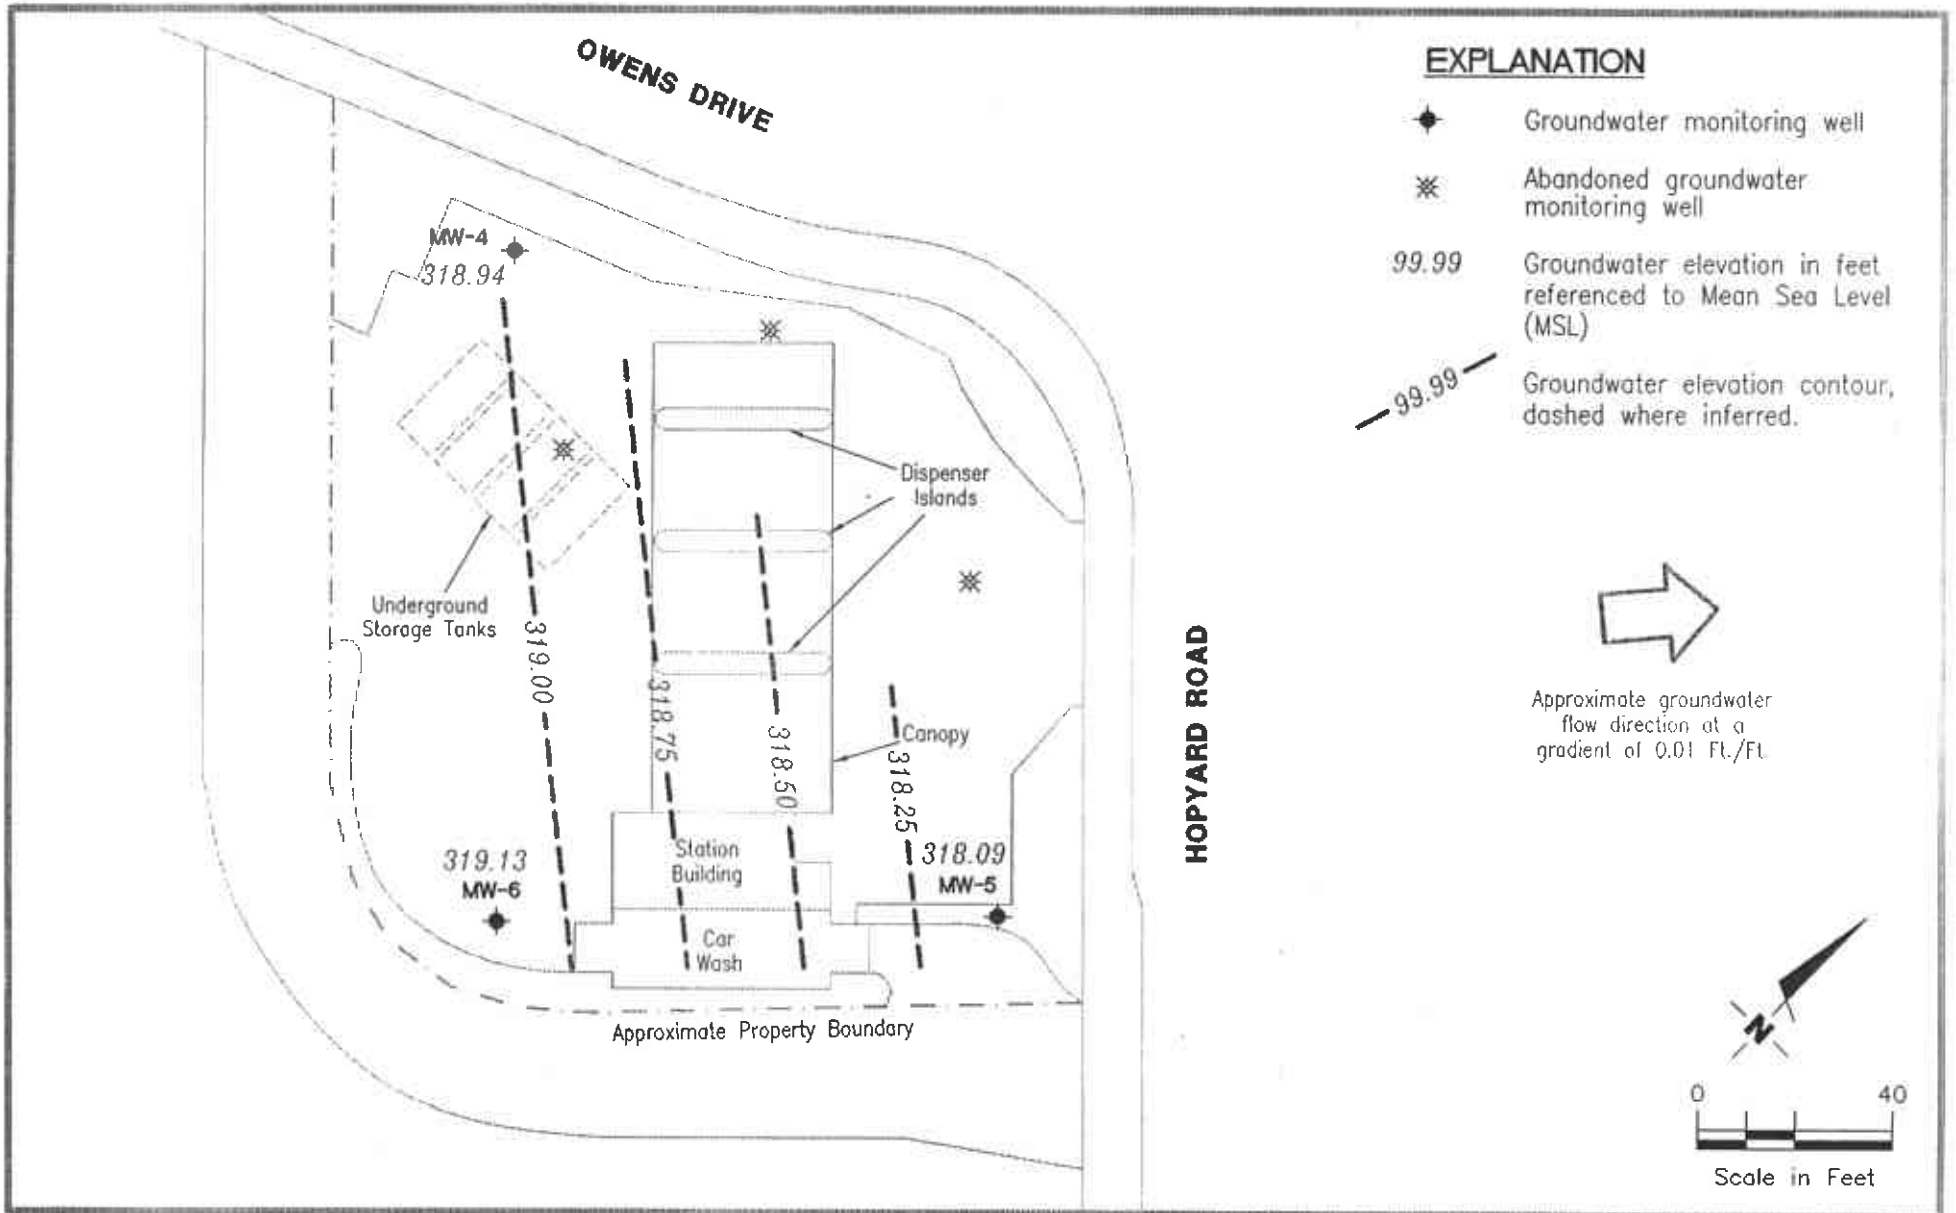 OWENS DRIVE
EXPLANATION
Groundwater monitoring well
Abandoned groundwater
monitoring well
99.99
Groundwater elevation in feet
referenced to Mean Sea Level
(MSL)
99.99
Groundwater elevation contour,
dashed where inferred.
MW-4
318.94
Dispenser
Islands
Underground
Storage Tanks
319.00
318.75
318.50
318.25
Canopy
HOPYARD ROAD
Approximate groundwater
flow direction at a
gradient of 0.01 Ft./Ft.
319.13
MW-6
Station
Building
318.09
MW-5
Car
Wash
Approximate Property Boundary
N
0 40
Scale in Feet